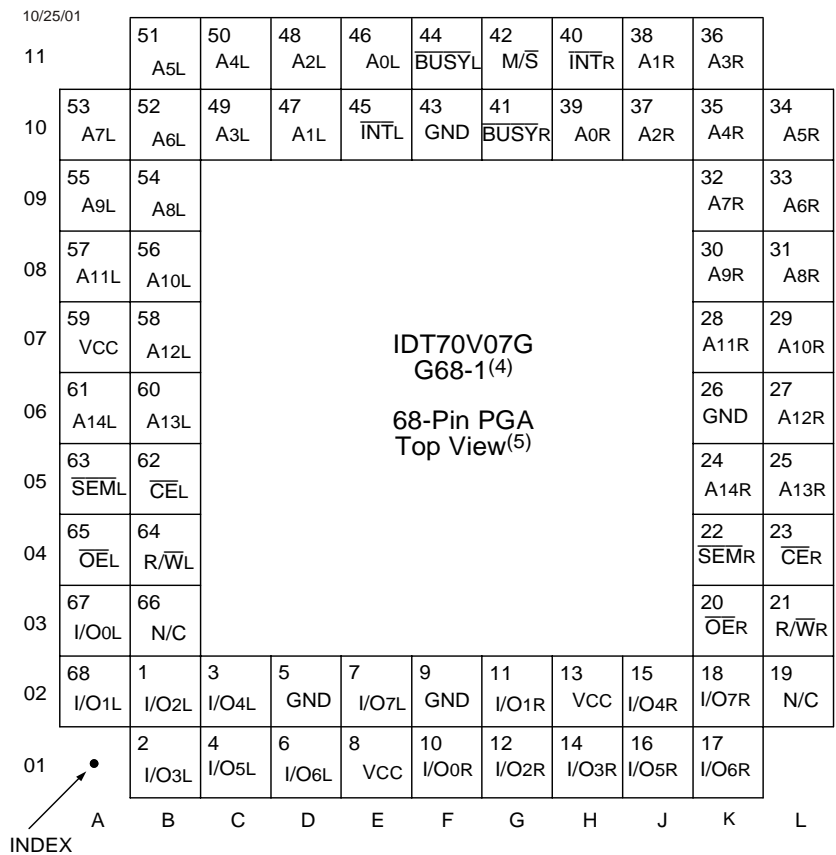 10/25/01
11
51 50 48 46 44 42 40 38 36
A5L A4L A2L A0L BUSYL M/S INTR A1R A3R
10
53 52 49 47 45 43 41 39 37 35 34
A7L A6L A3L A1L INTL GND BUSYR A0R A2R A4R A5R
09
55 54 32 33
A9L A8L A7R A6R
08
57 56 30 31
A11L A10L A9R A8R
07
59 58 28 29
VCC A12L A11R A10R
IDT70V07G
G68-1(4)
68-Pin PGA
Top View(5)
06
61 60 26 27
A14L A13L GND A12R
05
63 62 24 25
SEML CEL A14R A13R
04
65 64 22 23
OEL R/WL SEMR CER
03
67 66 20 21
I/O0L N/C OER R/WR
02
68 1 3 5 7 9 11 13 15 18 19
I/O1L I/O2L I/O4L GND I/O7L GND I/O1R VCC I/O4R I/O7R N/C
01
2 4 6 8 10 12 14 16 17
I/O3L I/O5L I/O6L VCC I/O0R I/O2R I/O3R I/O5R I/O6R
A B C D E F G H J K L
INDEX